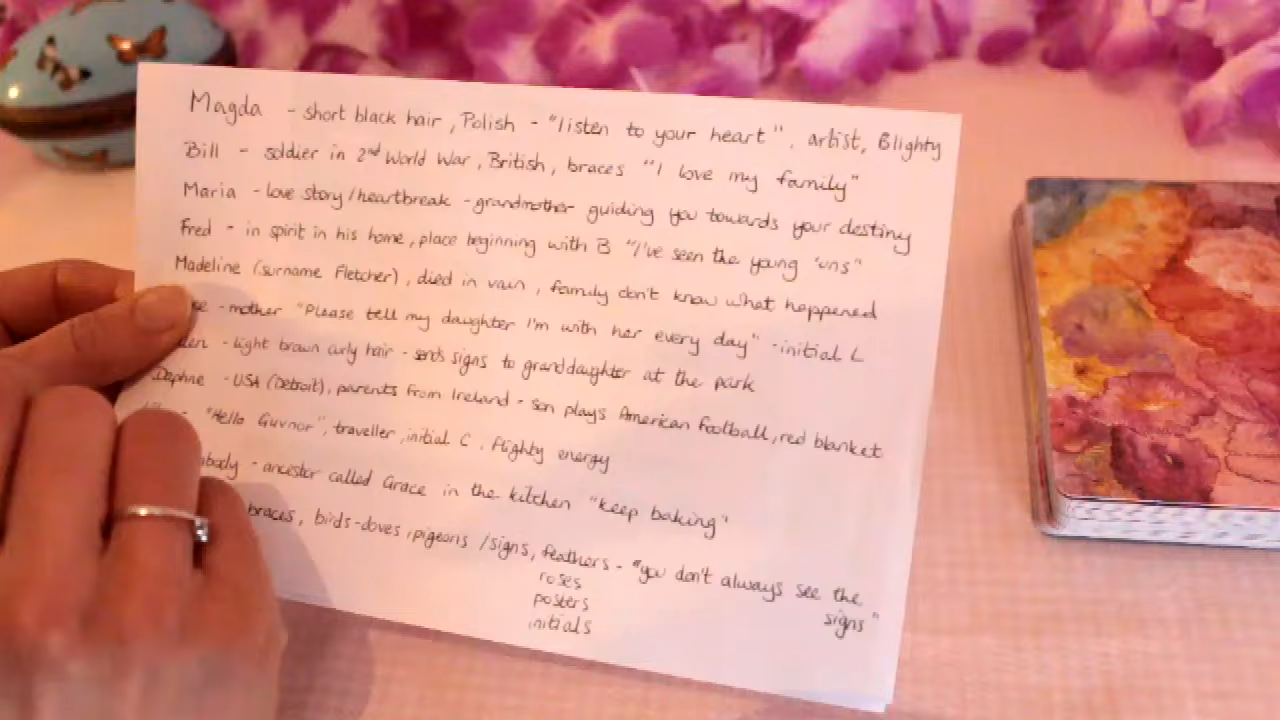 Magda - short black hair, Polish - "listen to your heart". artist, Blighty
Bill - soldier in 2nd World War, British, braces "I love my family"
Maria - love story/heartbreak - grandmother guiding you towards your destiny
Fred - in spirit in his home, place beginning with B "I've seen the young 'uns"
Madeline (surname Fletcher), died in vain, family don't know what happened
- mother "Please tell my daughter I'm with her every day" - initial L
- light brown curly hair - sends signs to granddaughter at the park
Daphne - USA (Detroit), parents from Ireland - son plays American football, red blanket
- "Hello Guvnor", traveller, initial C. flighty energy
- ancestor called Grace in the kitchen "keep baking"
braces, birds-doves, pigeons / signs, feathers - "you don't always see the
signs"
roses
posters
initials